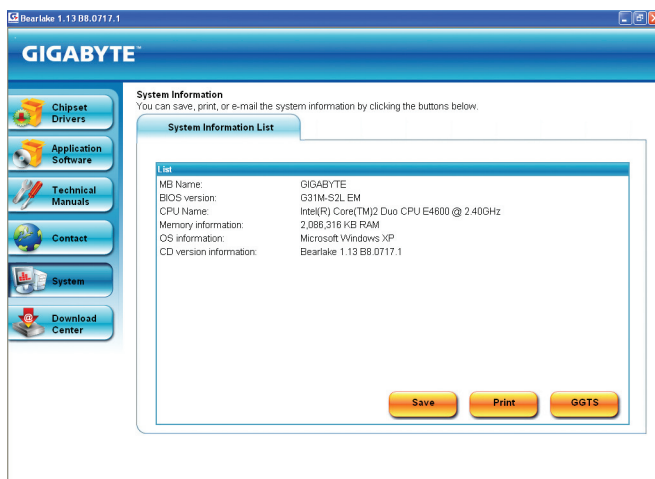 Bearlake 1.13 B8.0717.1
GIGABYTE™
Chipset
Drivers
Application
Software
Technical
Manuals
Contact
System
Download
Center
System Information
You can save, print, or e-mail the system information by clicking the buttons below.
System Information List
List
MB Name: GIGABYTE
BIOS version: G31M-S2L EM
CPU Name: Intel(R) Core(TM)2 Duo CPU E4600 @ 2.40GHz
Memory information: 2,086,316 KB RAM
OS information: Microsoft Windows XP
CD version information: Bearlake 1.13 B8.0717.1
Save Print GGTS